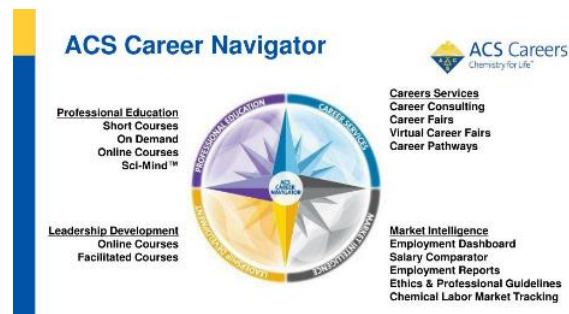 ACS Career Navigator
ACS Careers
Chemistry for Life™
Professional Education
Short Courses
On Demand
Online Courses
Sci-Mind™
Careers Services
Career Consulting
Career Fairs
Virtual Career Fairs
Career Pathways
PROFESSIONAL EDUCATION
CAREER SERVICES
ACS
CAREER
NAVIGATOR
LEADERSHIP DEVELOPMENT
MARKET INTELLIGENCE
Leadership Development
Online Courses
Facilitated Courses
Market Intelligence
Employment Dashboard
Salary Comparator
Employment Reports
Ethics & Professional Guidelines
Chemical Labor Market Tracking